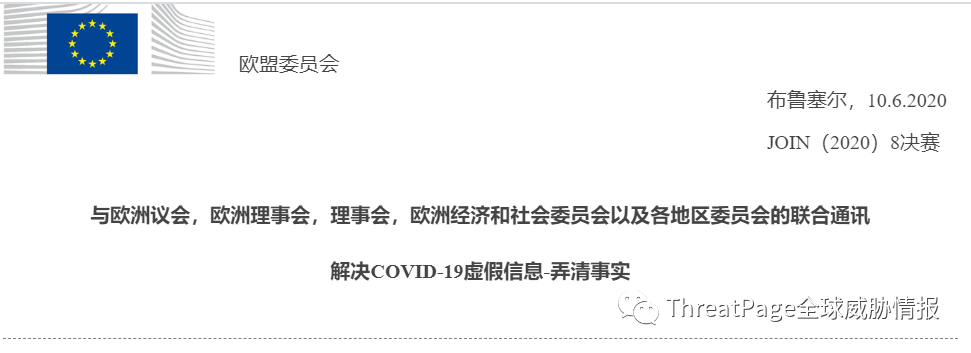 欧盟委员会
布鲁塞尔，10.6.2020
JOIN（2020）8决赛
与欧洲议会，欧洲理事会，理事会，欧洲经济和社会委员会以及各地区委员会的联合通讯
解决COVID-19虚假信息-弄清事实
ThreatPage全球威胁情报